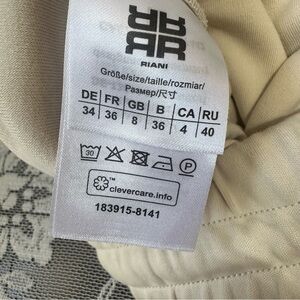 RIANI
Größe/size/taille/rozmiar/
Размер/尺寸
DE FR GB B CA RU
34 36 8 36 4 40
30 P
™
clevercare.info
183915-8141